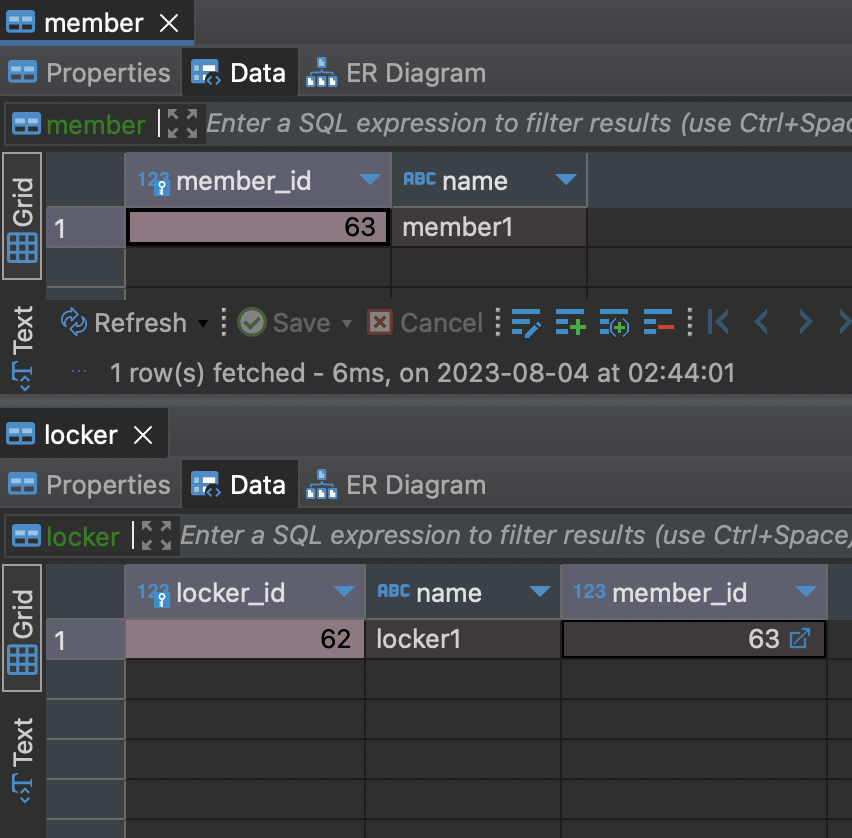 member
Properties Data ER Diagram
member Enter a SQL expression to filter results (use Ctrl+Spac
Grid
123 member_id ABC name
1 63 member1
Text
Refresh Save Cancel
1 row(s) fetched - 6ms, on 2023-08-04 at 02:44:01
locker
Properties Data ER Diagram
locker Enter a SQL expression to filter results (use Ctrl+Space)
Grid
123 locker_id ABC name 123 member_id
1 62 locker1 63
Text